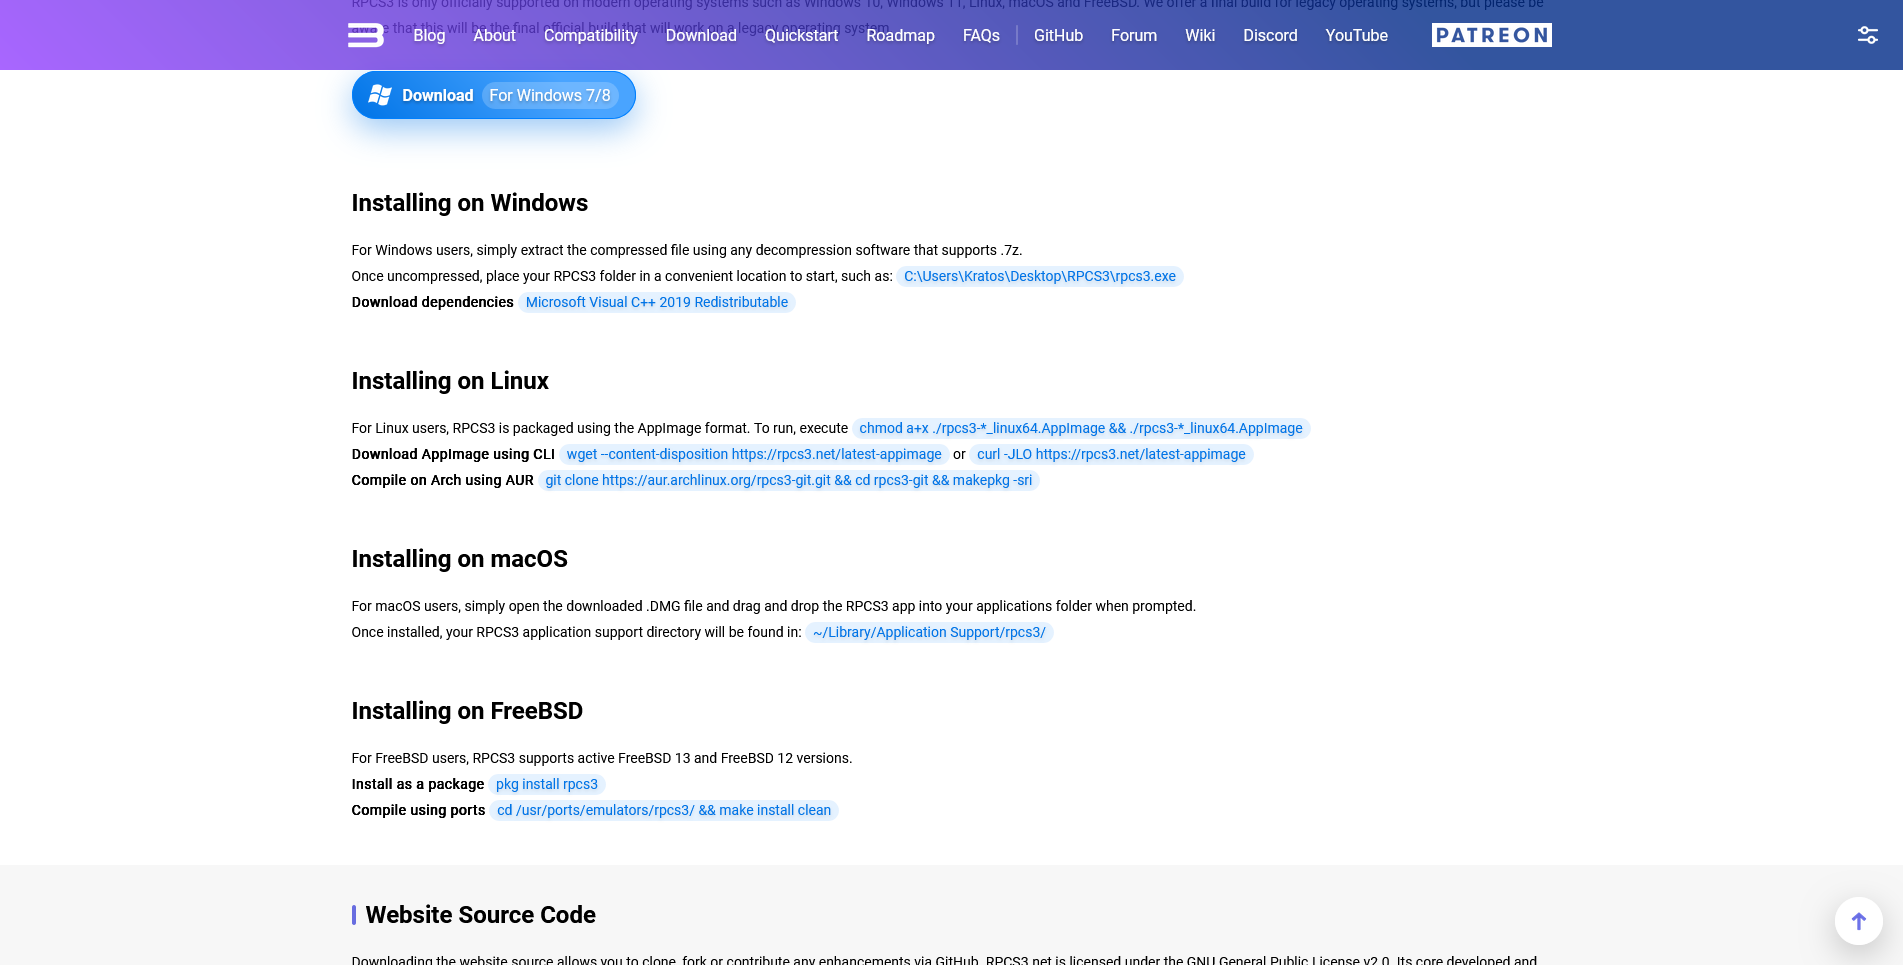 RPCS3 is only officially supported on modern operating systems such as Windows 10, Windows 11, Linux, macOS and FreeBSD. We offer a final build for legacy operating systems, but please be
aware that this will be the final official build that will work on a legacy operating system.
Blog About Compatibility Download Quickstart Roadmap FAQs GitHub Forum Wiki Discord YouTube PATREON
Download For Windows 7/8
Installing on Windows
For Windows users, simply extract the compressed file using any decompression software that supports .7z.
Once uncompressed, place your RPCS3 folder in a convenient location to start, such as: C:\Users\Kratos\Desktop\RPCS3\rpcs3.exe
Download dependencies Microsoft Visual C++ 2019 Redistributable
Installing on Linux
For Linux users, RPCS3 is packaged using the AppImage format. To run, execute chmod a+x ./rpcs3-*_linux64.AppImage && ./rpcs3-*_linux64.AppImage
Download AppImage using CLI wget --content-disposition https://rpcs3.net/latest-appimage or curl -JLO https://rpcs3.net/latest-appimage
Compile on Arch using AUR git clone https://aur.archlinux.org/rpcs3-git.git && cd rpcs3-git && makepkg -sri
Installing on macOS
For macOS users, simply open the downloaded .DMG file and drag and drop the RPCS3 app into your applications folder when prompted.
Once installed, your RPCS3 application support directory will be found in: ~/Library/Application Support/rpcs3/
Installing on FreeBSD
For FreeBSD users, RPCS3 supports active FreeBSD 13 and FreeBSD 12 versions.
Install as a package pkg install rpcs3
Compile using ports cd /usr/ports/emulators/rpcs3/ && make install clean
Website Source Code
Downloading the website source allows you to clone, fork or contribute any enhancements via GitHub. RPCS3.net is licensed under the GNU General Public License v2.0. Its core developed and